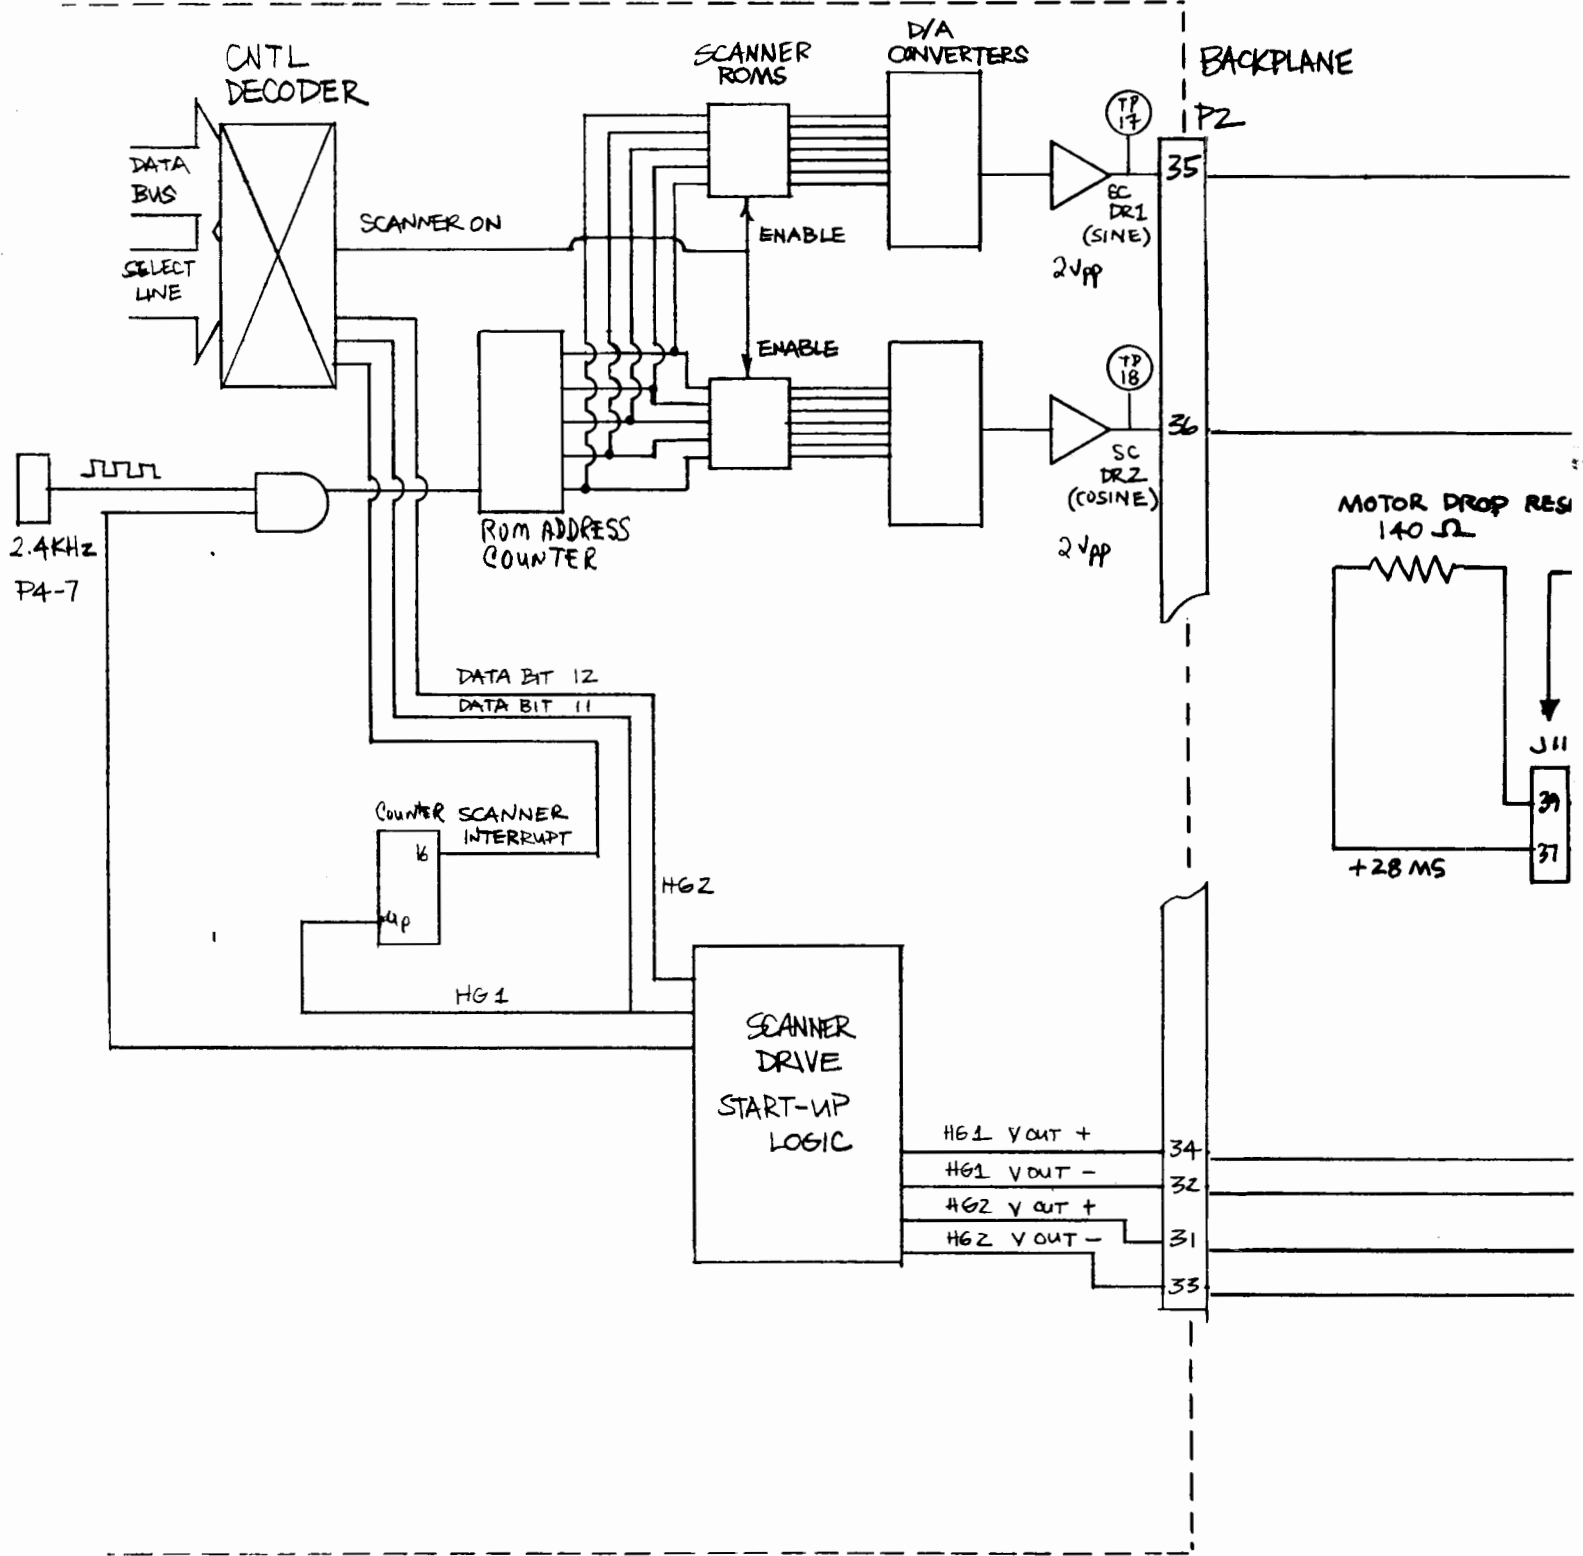 CNTL
DECODER
SCANNER
ROMS
D/A
CONVERTERS
BACKPLANE
P2
TP
17
35
DATA
BUS
SCANNER ON
ENABLE
SC
DR1
(SINE)
2Vpp
SELECT
LINE
ENABLE
TP
18
36
SC
DR2
(COSINE)
2Vpp
2.4KHz
P4-7
ROM ADDRESS
COUNTER
MOTOR DROP RES
140 Ω
J11
39
37
+28 MS
DATA BIT 12
DATA BIT 11
COUNTER SCANNER
INTERRUPT
16
up
HG2
HG1
SCANNER
DRIVE
START-UP
LOGIC
HG1 V OUT +
34
HG1 V OUT -
32
HG2 V OUT +
31
HG2 V OUT -
33